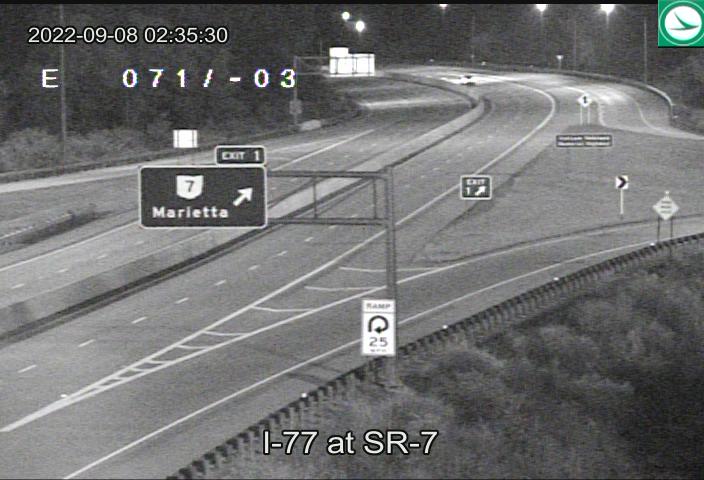 2022-09-08 02:35:30
E 071/-03
EXIT 1
7
Marietta
EXIT
1
RAMP
25
MPH
I-77 at SR-7